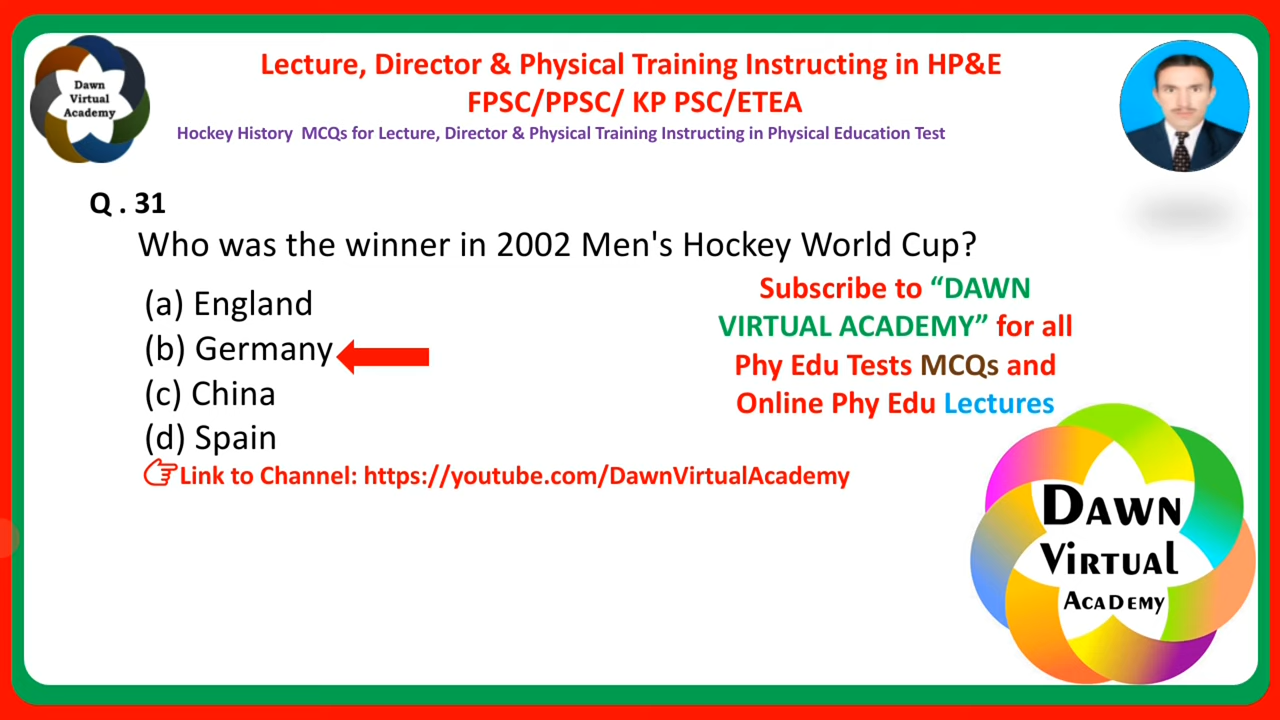 Dawn
Virtual
Academy
Lecture, Director & Physical Training Instructing in HP&E
FPSC/PPSC/ KP PSC/ETEA
Hockey History  MCQs for Lecture, Director & Physical Training Instructing in Physical Education Test
Q . 31
Who was the winner in 2002 Men's Hockey World Cup?
(a) England
(b) Germany
(c) China
(d) Spain
Subscribe to “DAWN
VIRTUAL ACADEMY” for all
Phy Edu Tests MCQs and
Online Phy Edu Lectures
Link to Channel: https://youtube.com/DawnVirtualAcademy
DAWN
VIRTUAL
ACADEMY